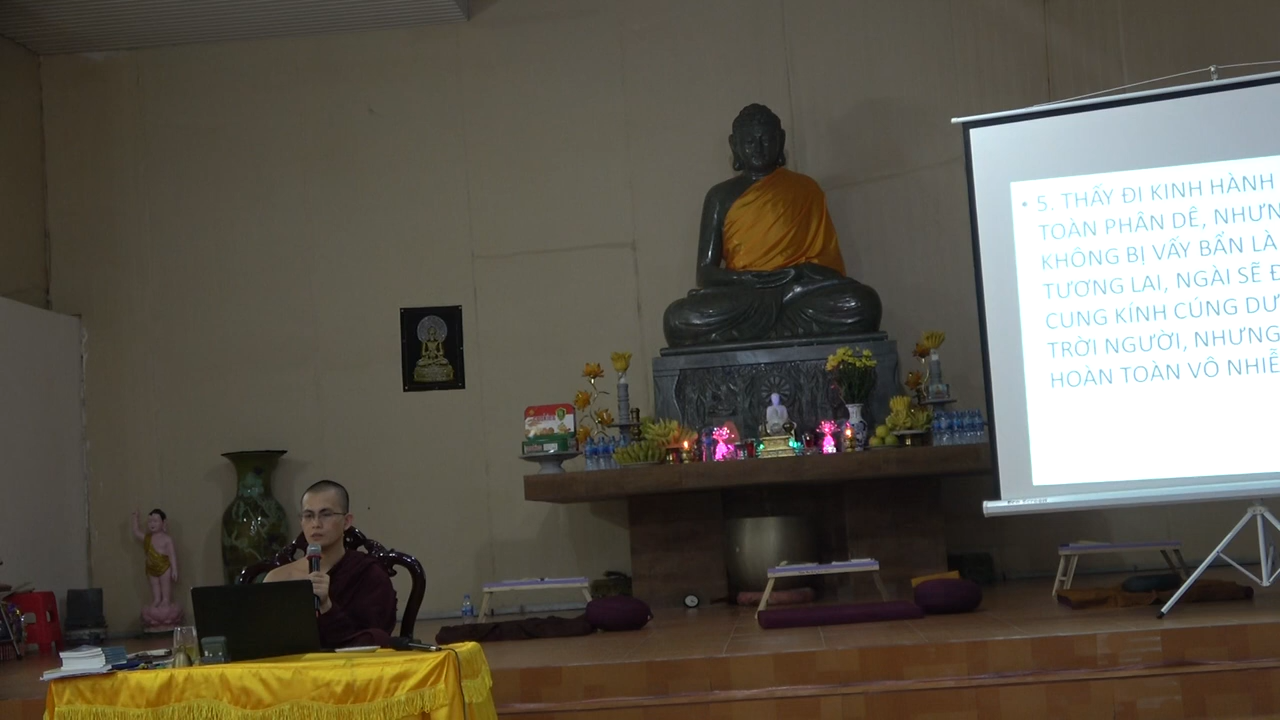 • 5. THẤY ĐI KINH HÀNH
TOÀN PHÂN DÊ, NHƯN
KHÔNG BỊ VẤY BẨN LÀ
TƯƠNG LAI, NGÀI SẼ Đ
CUNG KÍNH CÚNG DƯ
TRỜI NGƯỜI, NHƯNG
HOÀN TOÀN VÔ NHIỄ